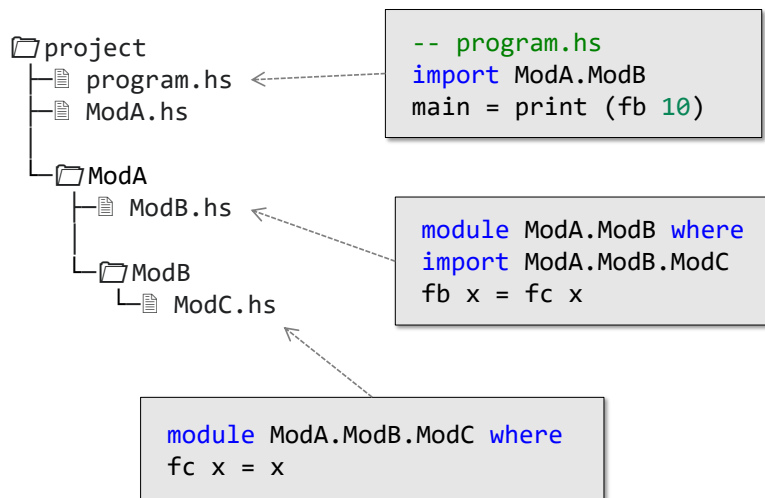 project
program.hs
ModA.hs
ModA
ModB.hs
ModB
ModC.hs
-- program.hs
import ModA.ModB
main = print (fb 10)
module ModA.ModB where
import ModA.ModB.ModC
fb x = fc x
module ModA.ModB.ModC where
fc x = x